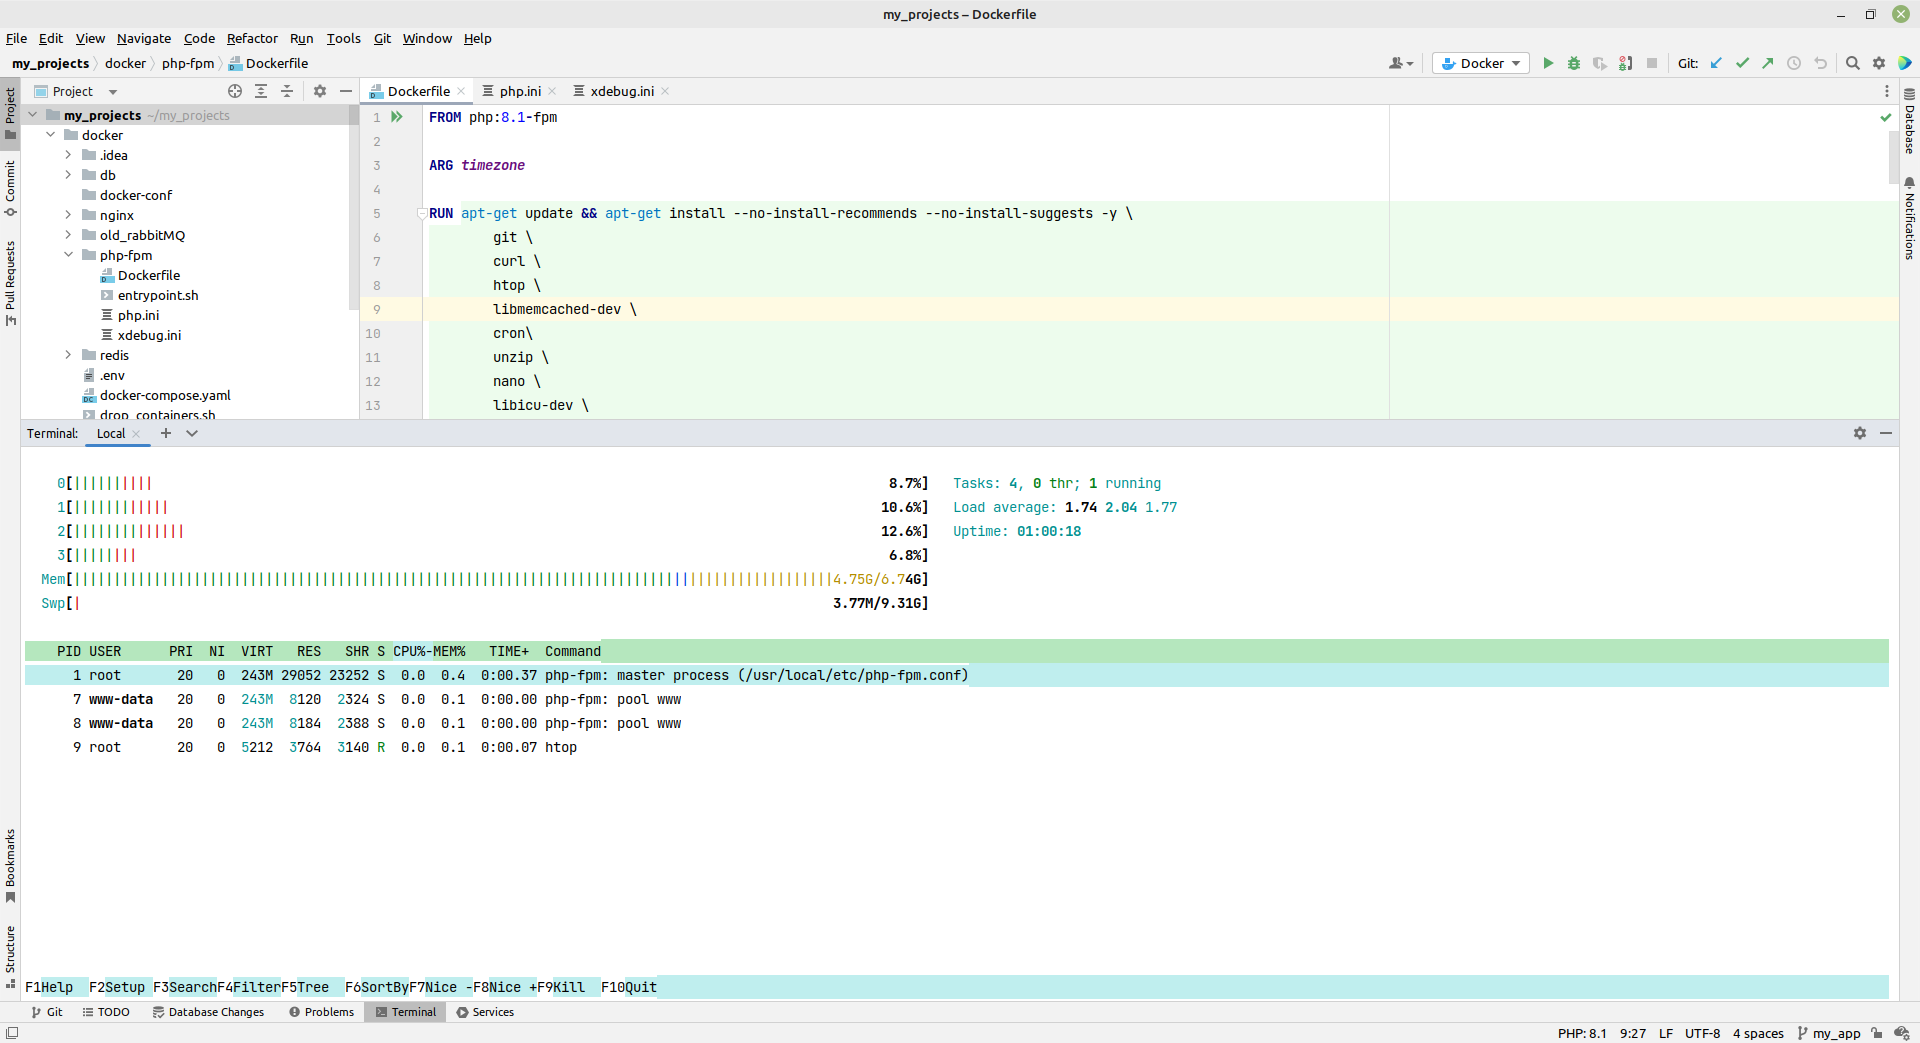 my_projects – Dockerfile
File Edit View Navigate Code Refactor Run Tools Git Window Help
my_projects docker php-fpm Dockerfile
Docker Git:
Project
Dockerfile php.ini xdebug.ini
my_projects ~/my_projects
docker
.idea
db
docker-conf
nginx
old_rabbitMQ
php-fpm
Dockerfile
entrypoint.sh
php.ini
xdebug.ini
redis
.env
docker-compose.yaml
drop_containers.sh
1 FROM php:8.1-fpm
2
3 ARG timezone
4
5 RUN apt-get update && apt-get install --no-install-recommends --no-install-suggests -y \
6 git \
7 curl \
8 htop \
9 libmemcached-dev \
10 cron\
11 unzip \
12 nano \
13 libicu-dev \
Project
Commit
Pull Requests
Bookmarks
Structure
Database
Notifications
Terminal: Local
0[|||||||||| 8.7%] Tasks: 4, 0 thr; 1 running
1[|||||||||||| 10.6%] Load average: 1.74 2.04 1.77
2[|||||||||||||| 12.6%] Uptime: 01:00:18
3[|||||||| 6.8%]
Mem[|||||||||||||||||||||||||||||||||||||||||||||||||||||||||||||||||||||||||||||||||||||||||||||||4.75G/6.74G]
Swp[| 3.77M/9.31G]
PID USER PRI NI VIRT RES SHR S CPU%-MEM% TIME+ Command
1 root 20 0 243M 29052 23252 S 0.0 0.4 0:00.37 php-fpm: master process (/usr/local/etc/php-fpm.conf)
7 www-data 20 0 243M 8120 2324 S 0.0 0.1 0:00.00 php-fpm: pool www
8 www-data 20 0 243M 8184 2388 S 0.0 0.1 0:00.00 php-fpm: pool www
9 root 20 0 5212 3764 3140 R 0.0 0.1 0:00.07 htop
F1Help F2Setup F3SearchF4FilterF5Tree F6SortByF7Nice -F8Nice +F9Kill F10Quit
Git TODO Database Changes Problems Terminal Services
PHP: 8.1 9:27 LF UTF-8 4 spaces my_app